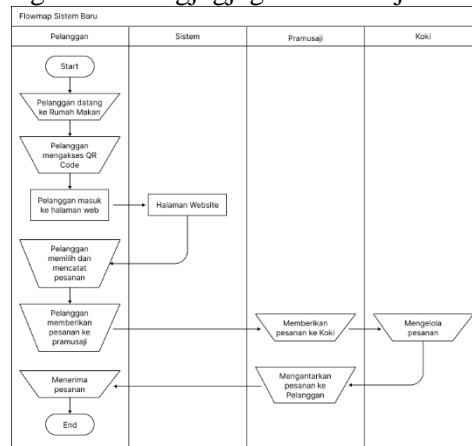 Flowmap Sistem Baru
Pelanggan
Sistem
Pramusaji
Koki
Start
Pelanggan datang
ke Rumah Makan
Pelanggan
mengakses QR
Code
Pelanggan masuk
ke halaman web
Halaman Website
Pelanggan
memilih dan
mencatat
pesanan
Pelanggan
memberikan
pesanan ke
pramusaji
Memberikan
pesanan ke Koki
Mengelola
pesanan
Menerima
pesanan
Mengantarkan
pesanan ke
Pelanggan
End